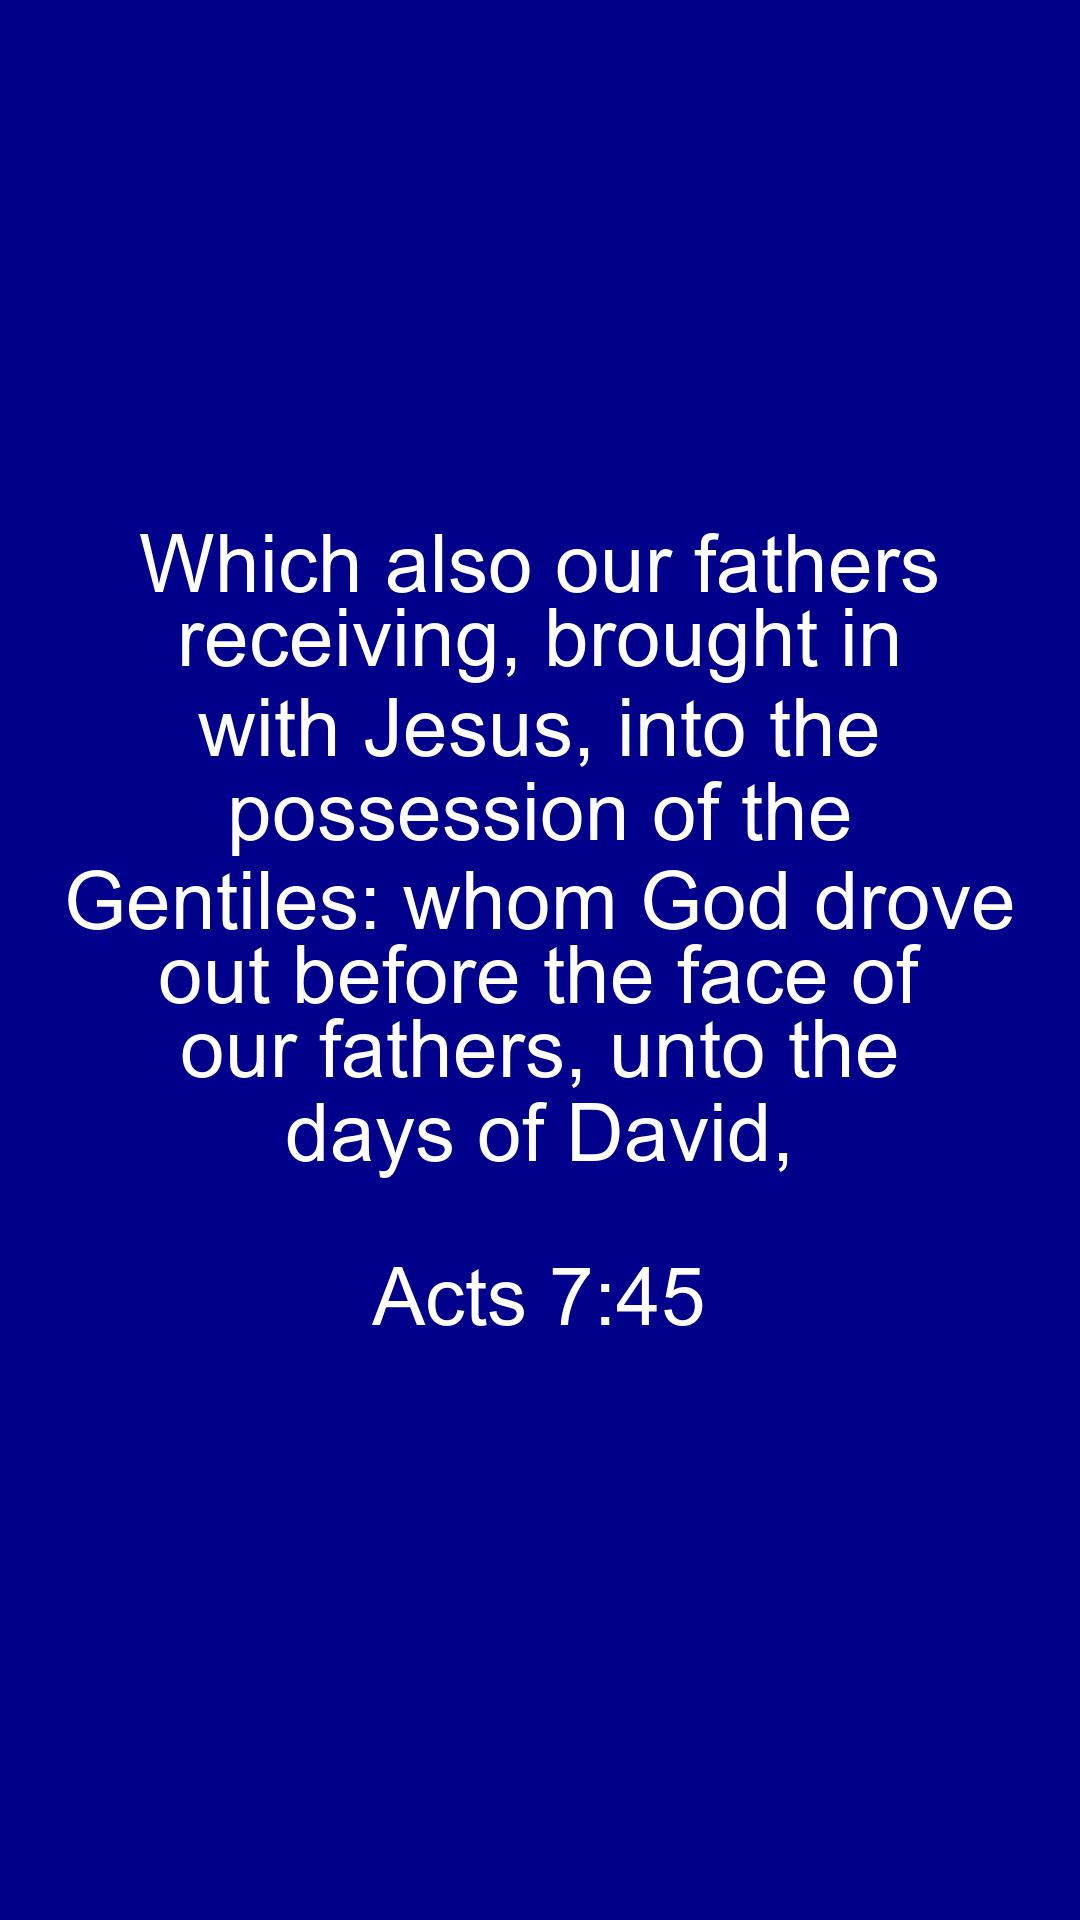 Which also our fathers
receiving, brought in
with Jesus, into the
possession of the
Gentiles: whom God drove
out before the face of
our fathers, unto the
days of David,
Acts 7:45